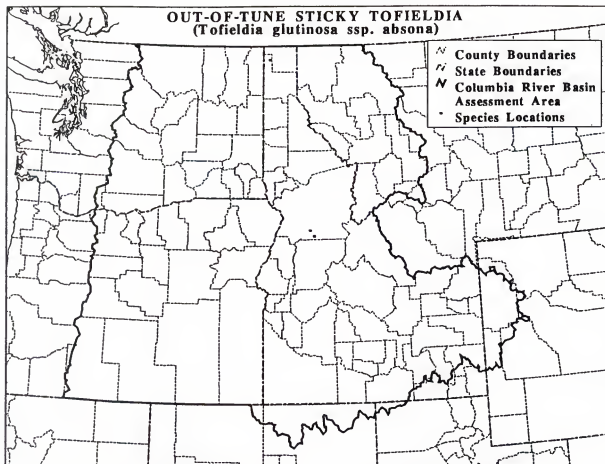 OUT-OF-TUNE STICKY TOFIELDIA
(Tofieldia glutinosa ssp. absona)
County Boundaries
State Boundaries
Columbia River Basin
Assessment Area
Species Locations